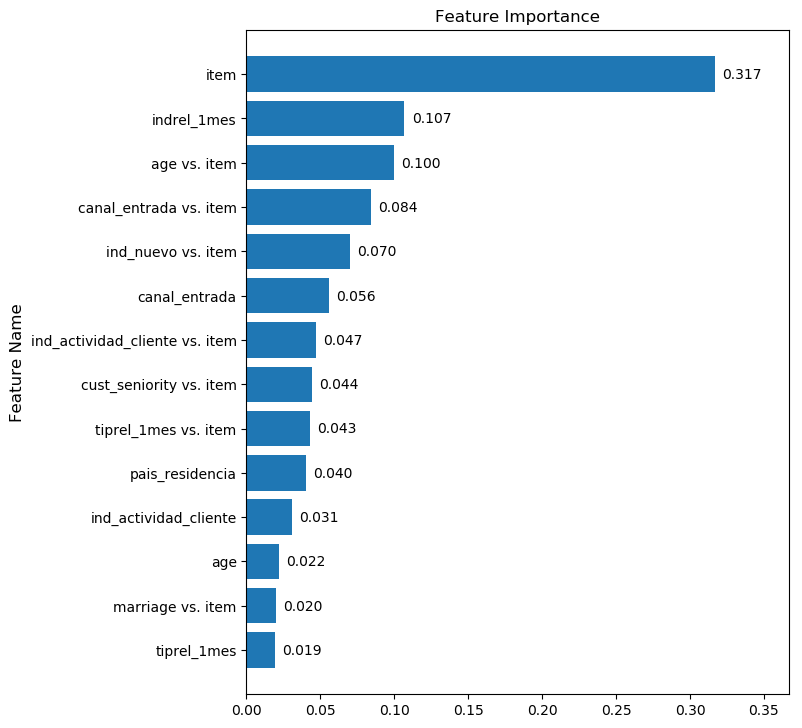 Feature Importance
item 0.317
indrel_1mes 0.107
age vs. item 0.100
canal_entrada vs. item 0.084
ind_nuevo vs. item 0.070
canal_entrada 0.056
ind_actividad_cliente vs. item 0.047
cust_seniority vs. item 0.044
tiprel_1mes vs. item 0.043
pais_residencia 0.040
ind_actividad_cliente 0.031
age 0.022
marriage vs. item 0.020
tiprel_1mes 0.019
Feature Name
0.00 0.05 0.10 0.15 0.20 0.25 0.30 0.35